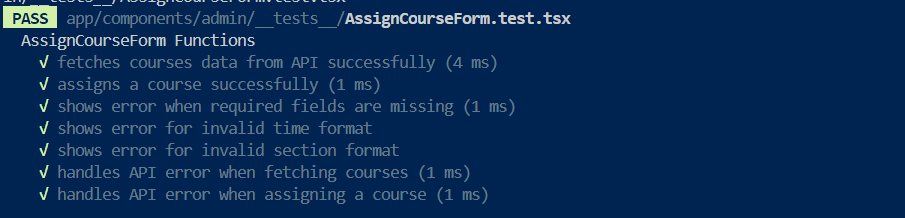 PASS app/components/admin/__tests__/AssignCourseForm.test.tsx
AssignCourseForm Functions
√ fetches courses data from API successfully (4 ms)
√ assigns a course successfully (1 ms)
√ shows error when required fields are missing (1 ms)
√ shows error for invalid time format
√ shows error for invalid section format
√ handles API error when fetching courses (1 ms)
√ handles API error when assigning a course (1 ms)